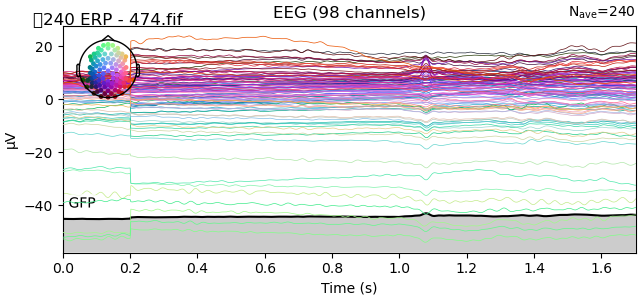 240 ERP - 474.fif
EEG (98 channels)
Nave=240
µV
20
0
−20
−40
GFP
0.0 0.2 0.4 0.6 0.8 1.0 1.2 1.4 1.6
Time (s)